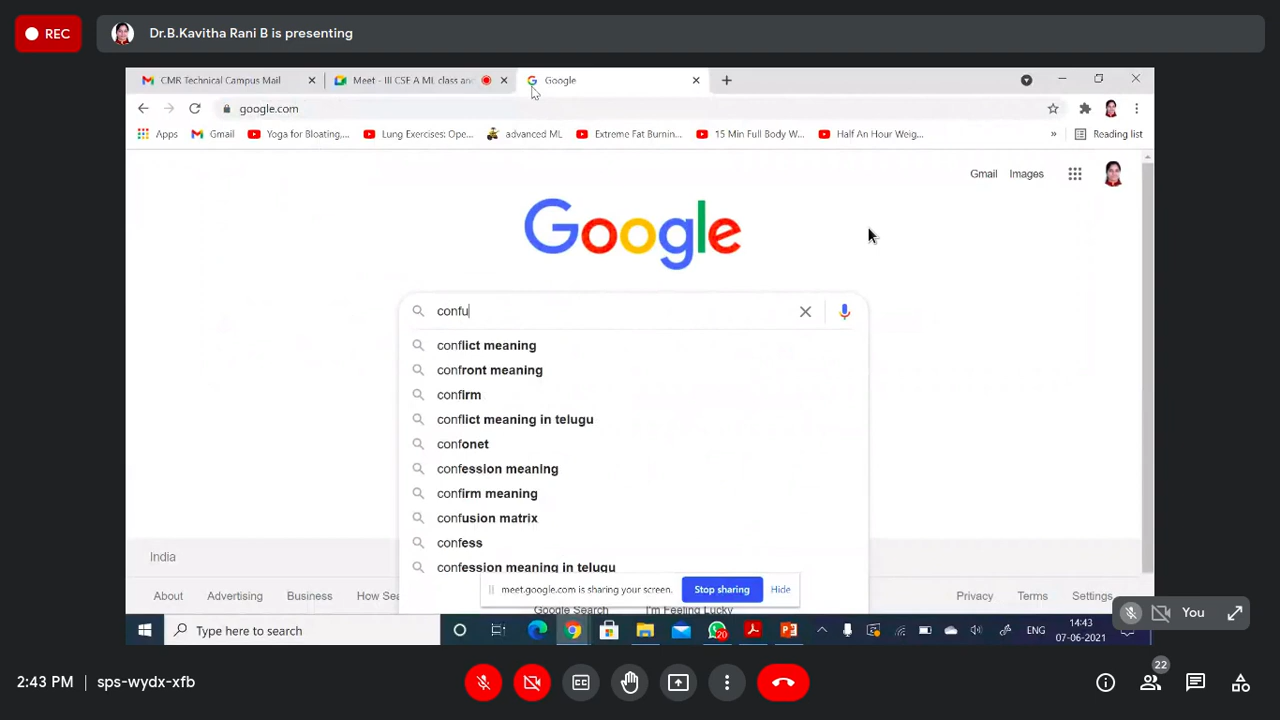 REC
Dr.B.Kavitha Rani B is presenting
CMR Technical Campus Mail
Meet - III CSE A ML class and
Google
google.com
Apps
Gmail
Yoga for Bloating,...
Lung Exercises: Ope...
advanced ML
Extreme Fat Burnin...
15 Min Full Body W...
Half An Hour Weig...
»
Reading list
Gmail
Images
Google
confu
conflict meaning
confront meaning
confirm
conflict meaning in telugu
confonet
confession meaning
confirm meaning
confusion matrix
confess
confession meaning in telugu
India
meet.google.com is sharing your screen.
Stop sharing
Hide
About
Advertising
Business
How Sea
Privacy
Terms
Settings
Google Search
I'm Feeling Lucky
You
Type here to search
20
ENG
14:43
07-06-2021
2:43 PM
sps-wydx-xfb
CC
22